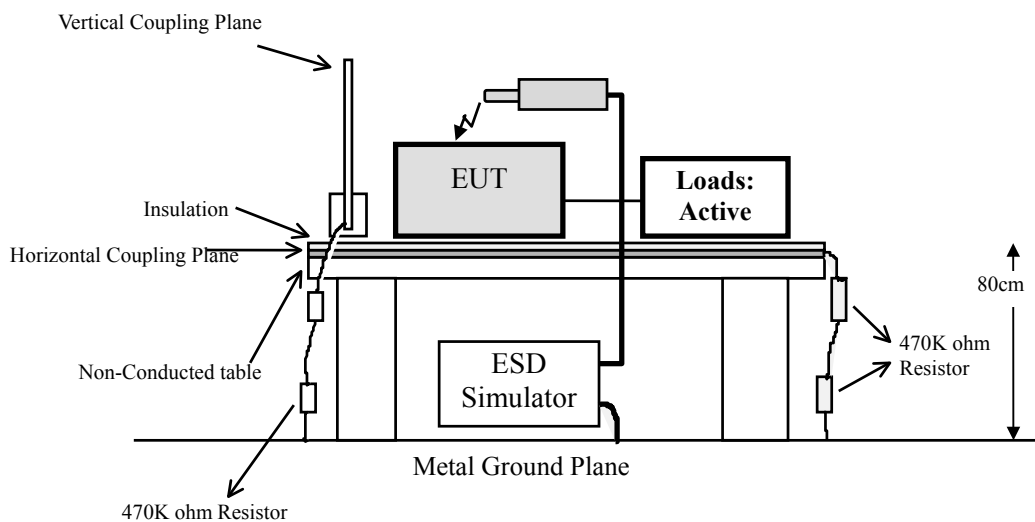 Vertical Coupling Plane
EUT
Loads:
Active
Insulation
Horizontal Coupling Plane
80cm
470K ohm
Resistor
Non-Conducted table
ESD
Simulator
Metal Ground Plane
470K ohm Resistor